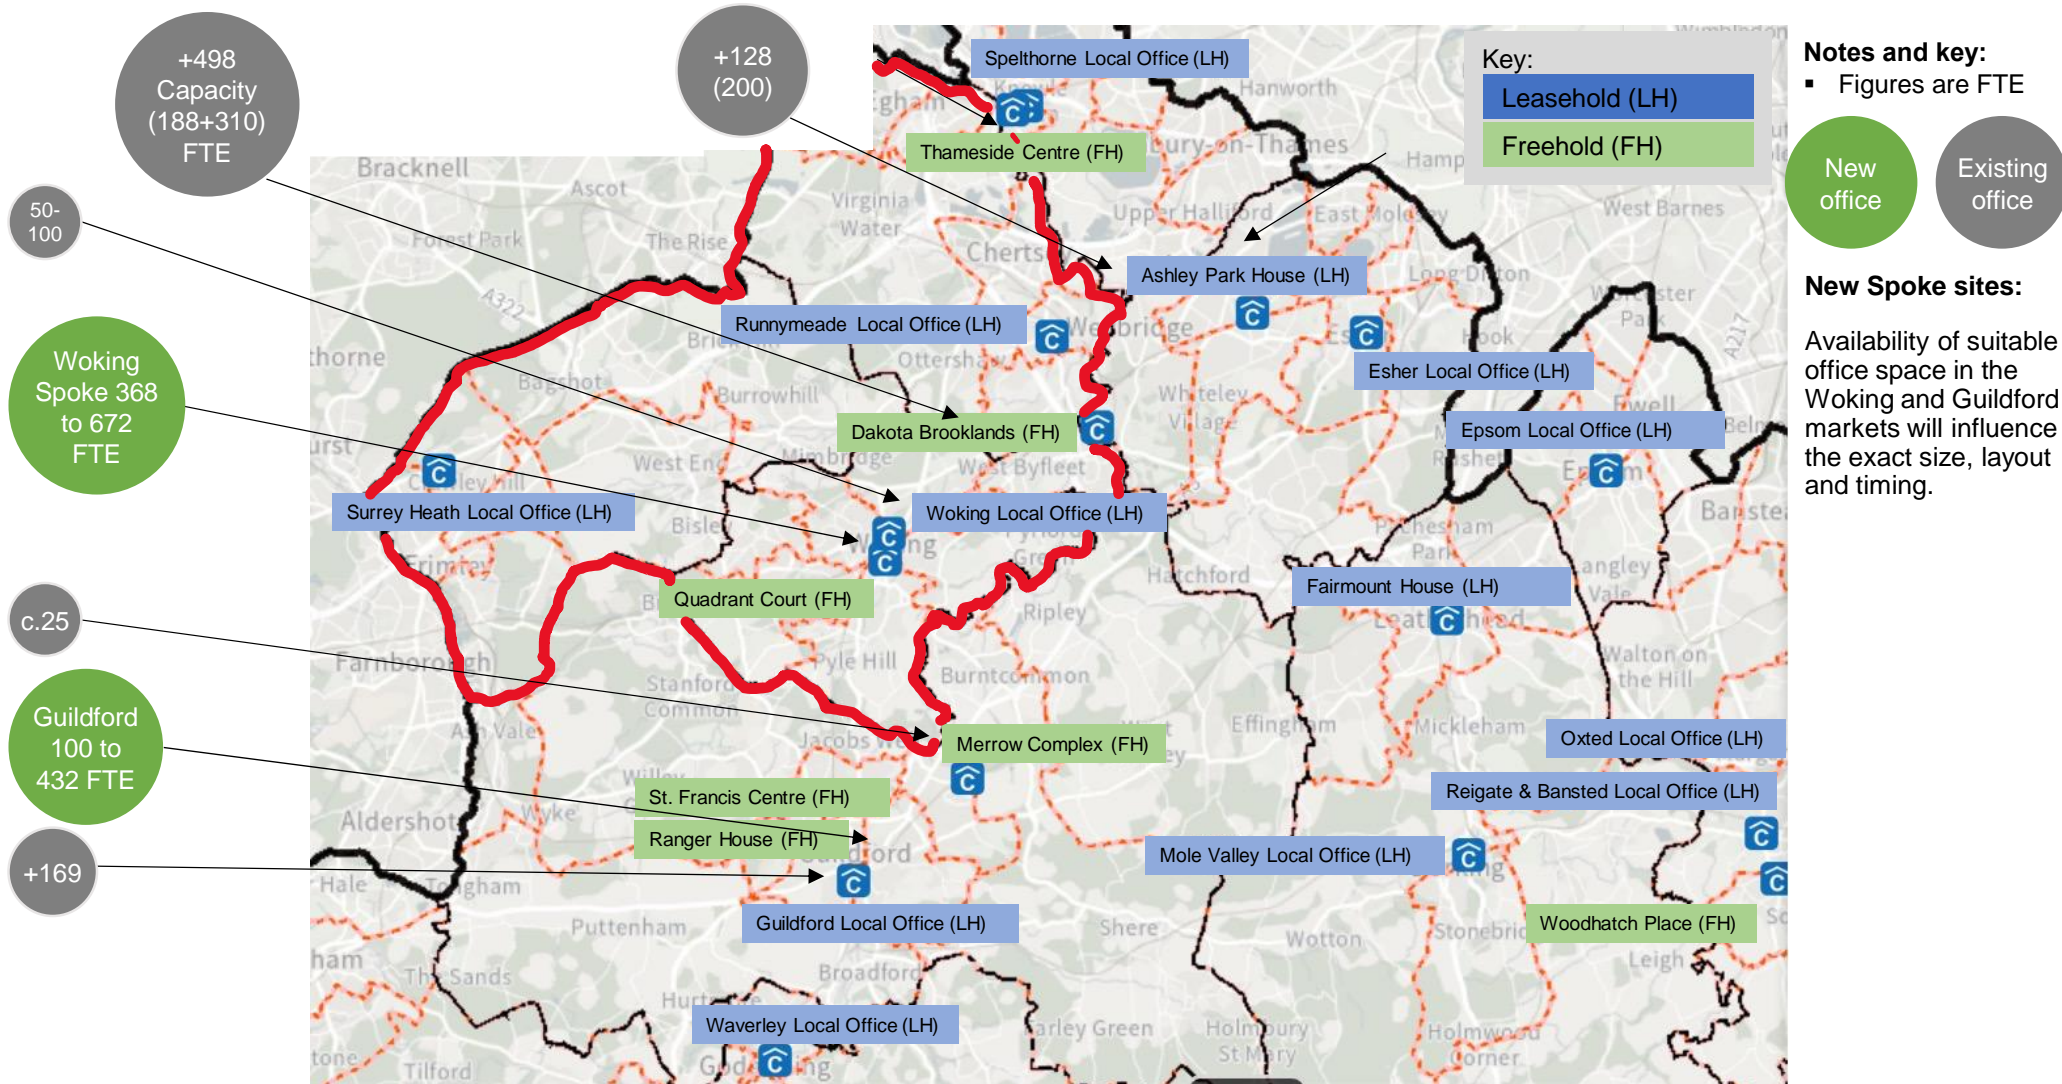 +498
Capacity
(188+310)
FTE
50-
100
Woking
Spoke 368
to 672
FTE
c.25
Guildford
100 to
432 FTE
+169
+128
(200)
Spelthorne Local Office (LH)
Thameside Centre (FH)
Ashley Park House (LH)
Runnymeade Local Office (LH)
Esher Local Office (LH)
Dakota Brooklands (FH)
Epsom Local Office (LH)
Surrey Heath Local Office (LH)
Woking Local Office (LH)
Fairmount House (LH)
Quadrant Court (FH)
Merrow Complex (FH)
Oxted Local Office (LH)
St. Francis Centre (FH)
Reigate & Bansted Local Office (LH)
Ranger House (FH)
Mole Valley Local Office (LH)
Guildford Local Office (LH)
Woodhatch Place (FH)
Waverley Local Office (LH)
Key:
Leasehold (LH)
Freehold (FH)
Notes and key:
▪ Figures are FTE
New
office
Existing
office
New Spoke sites:
Availability of suitable
office space in the
Woking and Guildford
markets will influence
the exact size, layout
and timing.
Bracknell
Ascot
Forest Park
The Rise
Virginia
Water
Hanworth
Upper Halliford
East Molesey
West Barnes
Long Ditton
A322
A217
Hook
Bagshot
Burrowhill
Whiteley
Village
Ewell
West End
Mimbridge
West Byfleet
Bisley
Hatchford
Ripley
Frimley
Farnborough
Pyle Hill
Burntcommon
Stanford
Common
Ash Vale
Effingham
Mickleham
Walton on
the Hill
Wyke
Aldershot
Hale
Tongham
Puttenham
Shere
Wotton
Leigh
The Sands
Broadford
Holmbury
St Mary
Holmwood
Corner
Tilford